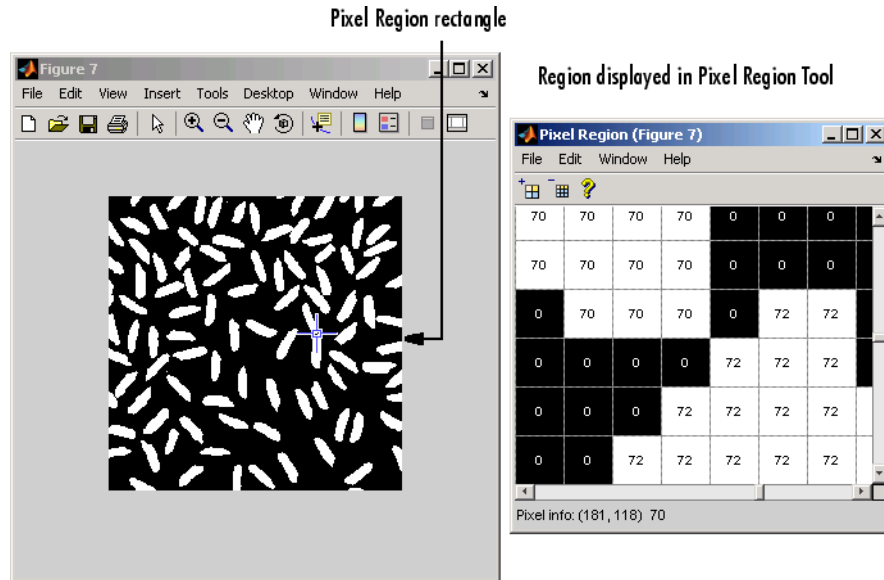 Pixel Region rectangle
Figure 7
File Edit View Insert Tools Desktop Window Help
Region displayed in Pixel Region Tool
Pixel Region (Figure 7)
File Edit Window Help
70 70 70 70 0 0 0
70 70 70 70 0 0 0
0 70 70 70 0 72 72
0 0 0 0 72 72 72
0 0 0 72 72 72 72
0 0 72 72 72 72 72
Pixel info: (181, 118) 70